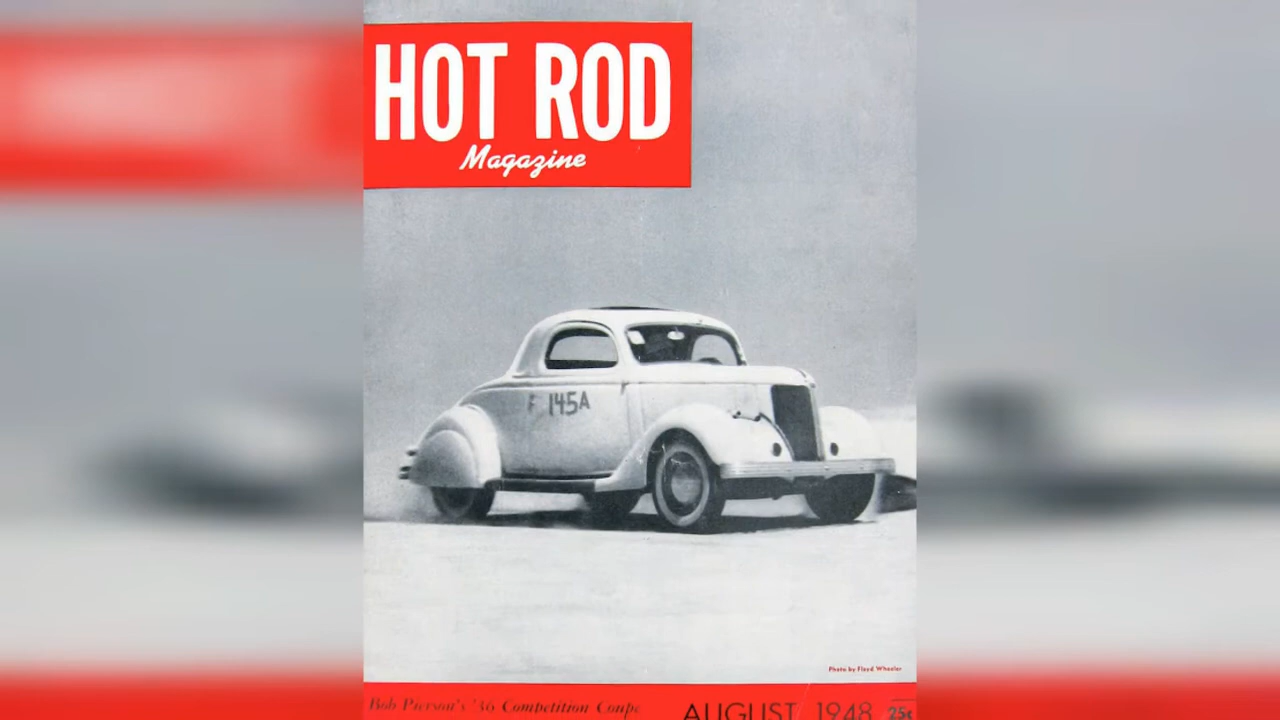 HOT ROD
Magazine
F 145A
Photo by Floyd Wheeler
Bob Pierson's '36 Competition Coupe
AUGUST 1948 25¢